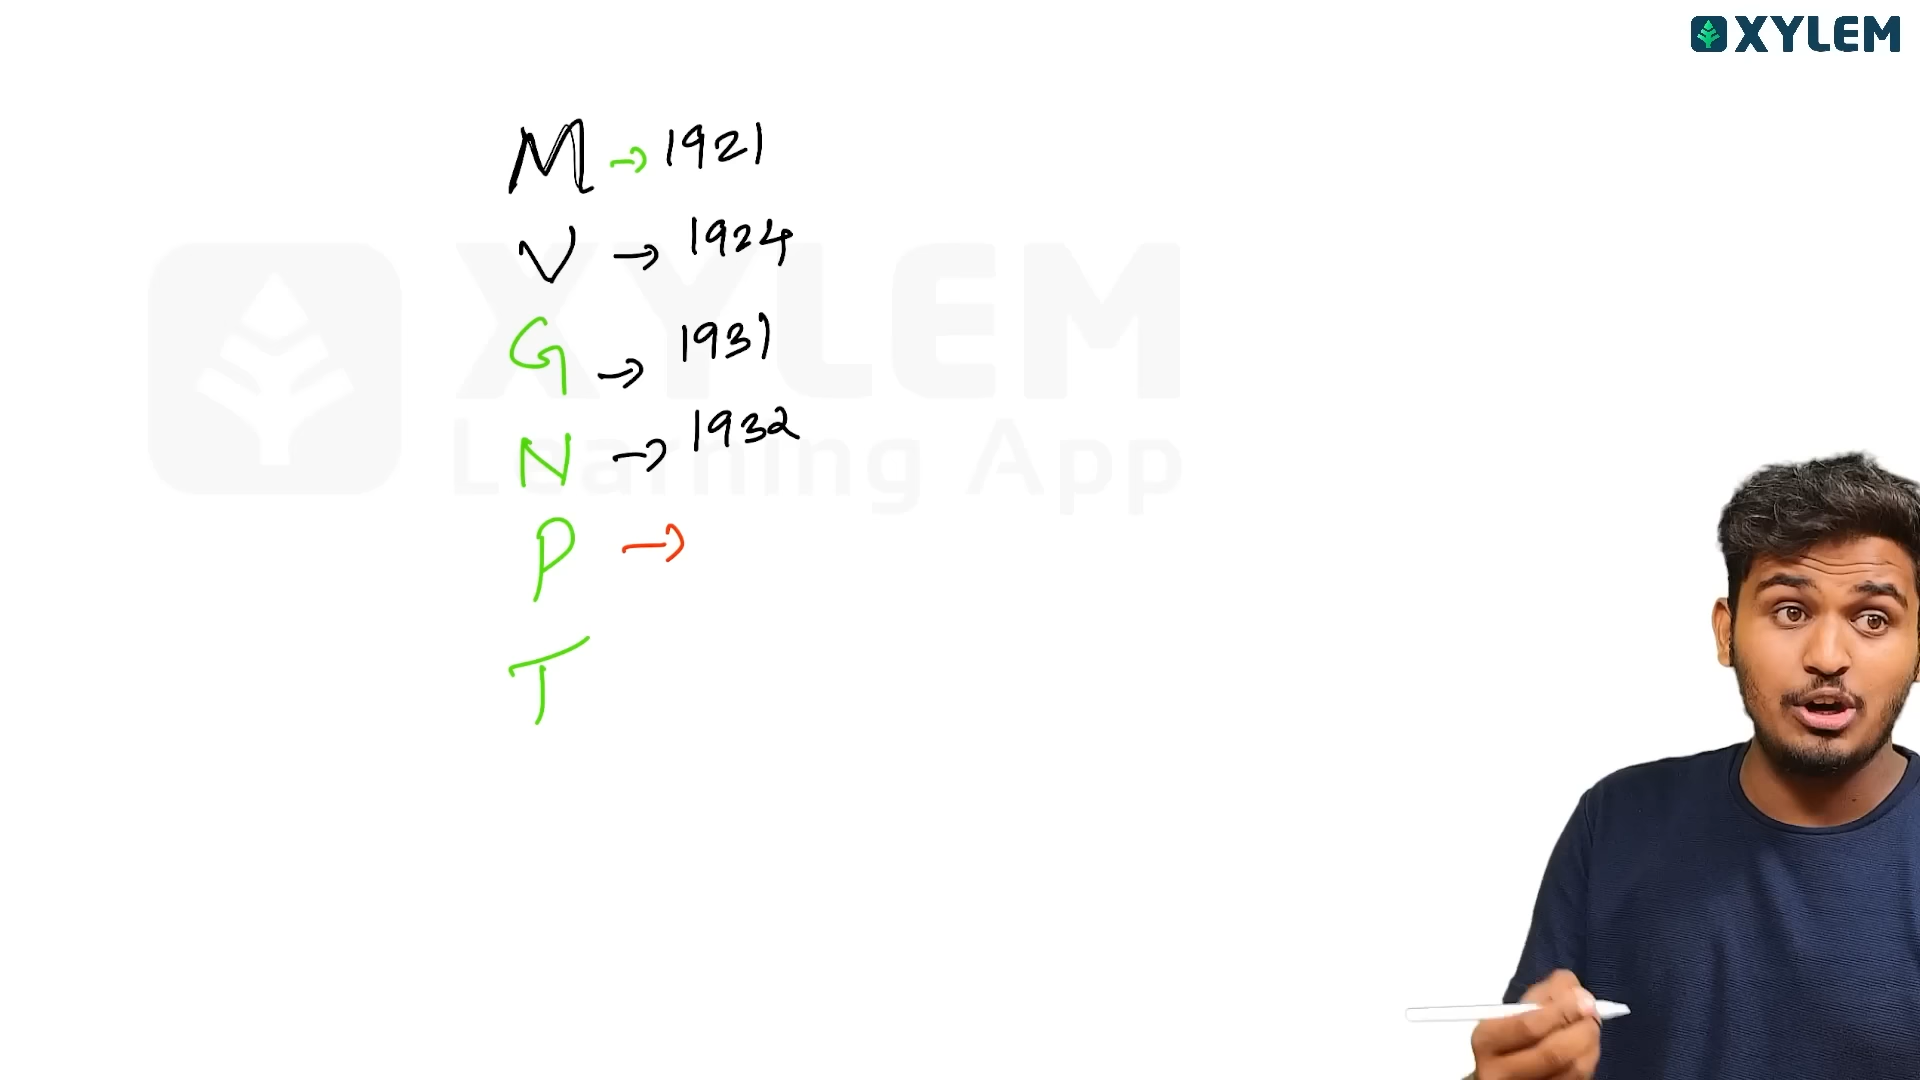 XYLEM
M → 1921
V → 1924
G → 1931
N → 1932
P →
T
XYLEM
Learning App